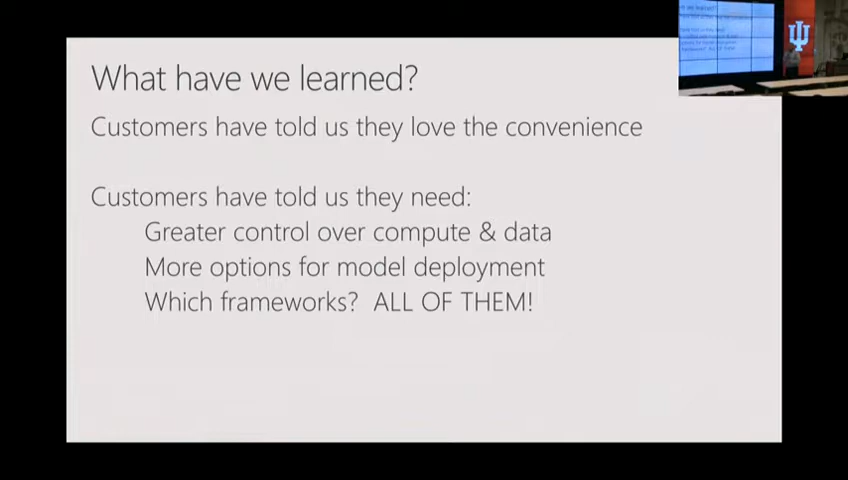 What have we learned?
Customers have told us they love the convenience
Customers have told us they need:
Greater control over compute & data
More options for model deployment
Which frameworks? ALL OF THEM!